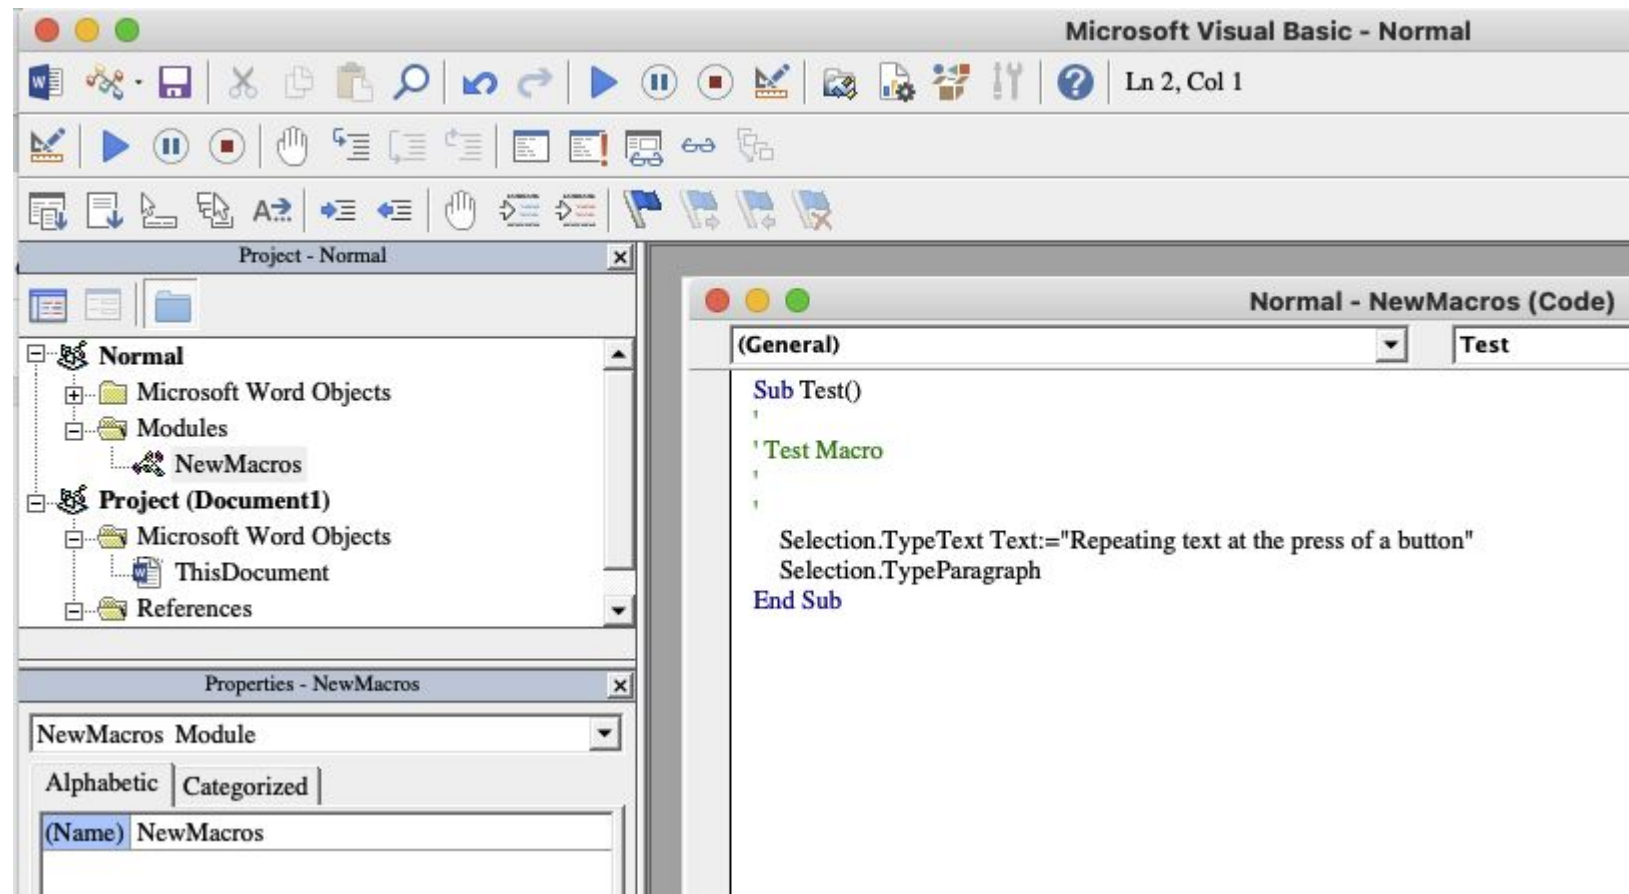 Microsoft Visual Basic - Normal
Ln 2, Col 1
Project - Normal
Normal
Microsoft Word Objects
Modules
NewMacros
Project (Document1)
Microsoft Word Objects
ThisDocument
References
Properties - NewMacros
NewMacros Module
Alphabetic Categorized
(Name) NewMacros
Normal - NewMacros (Code)
(General) Test
Sub Test()
'
' Test Macro
'
'
Selection.TypeText Text:="Repeating text at the press of a button"
Selection.TypeParagraph
End Sub